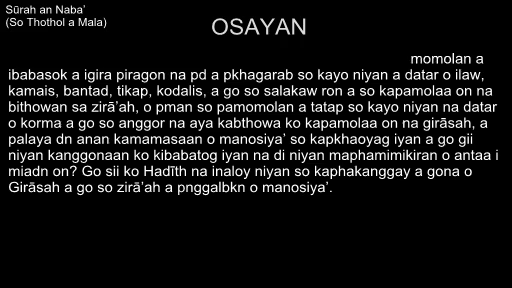 Sūrah an Naba’
(So Thothol a Mala)
OSAYAN
momolan a
ibabasok a igira piragon na pd a pkhagarab so kayo niyan a datar o ilaw,
kamais, bantad, tikap, kodalis, a go so salakaw ron a so kapamolaa on na
bithowan sa zirā’ah, o pman so pamomolan a tatap so kayo niyan na datar
o korma a go so anggor na aya kabthowa ko kapamolaa on na girāsah, a
palaya dn anan kamamasaan o manosiya’ so kapkhaoyag iyan a go gii
niyan kanggonaan ko kibabatog iyan na di niyan maphamimikiran o antaa i
miadn on? Go sii ko Hadīth na inaloy niyan so kaphakanggay a gona o
Girāsah a go so zirā’ah a pnggalbkn o manosiya’.